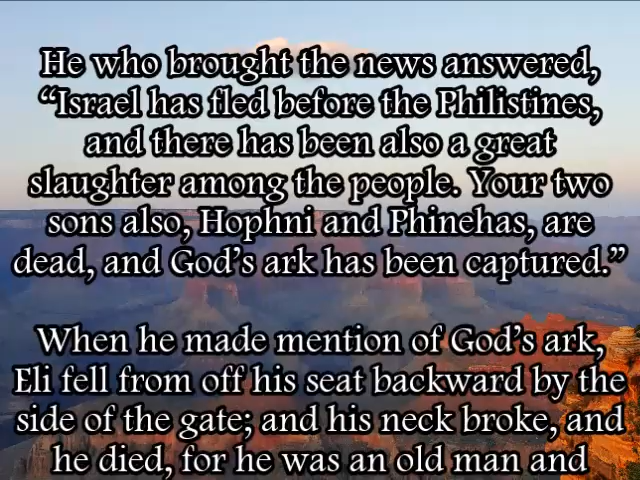 He who brought the news answered,
“Israel has fled before the Philistines,
and there has been also a great
slaughter among the people. Your two
sons also, Hophni and Phinehas, are
dead, and God’s ark has been captured.”
When he made mention of God’s ark,
Eli fell from off his seat backward by the
side of the gate; and his neck broke, and
he died, for he was an old man and